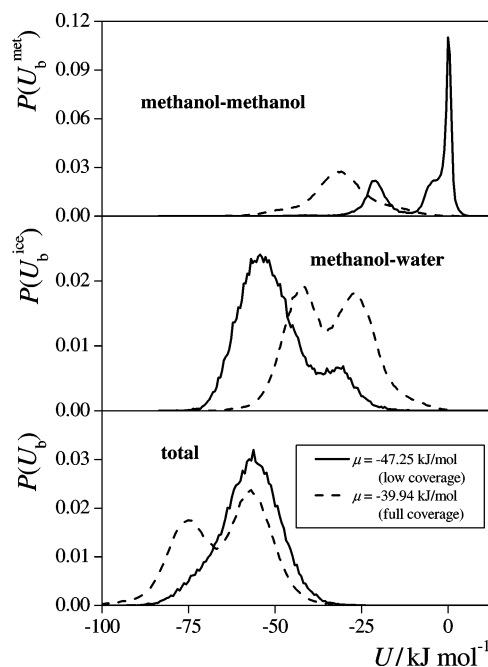 0.12
0.09
0.06
0.03
0.00
P(U_b^met)
methanol-methanol
0.02
0.01
0.00
P(U_b^ice)
methanol-water
0.03
0.02
0.01
0.00
P(U_b)
total
μ = -47.25 kJ/mol
(low coverage)
μ = -39.94 kJ/mol
(full coverage)
-100 -75 -50 -25 0
U/ kJ mol⁻¹